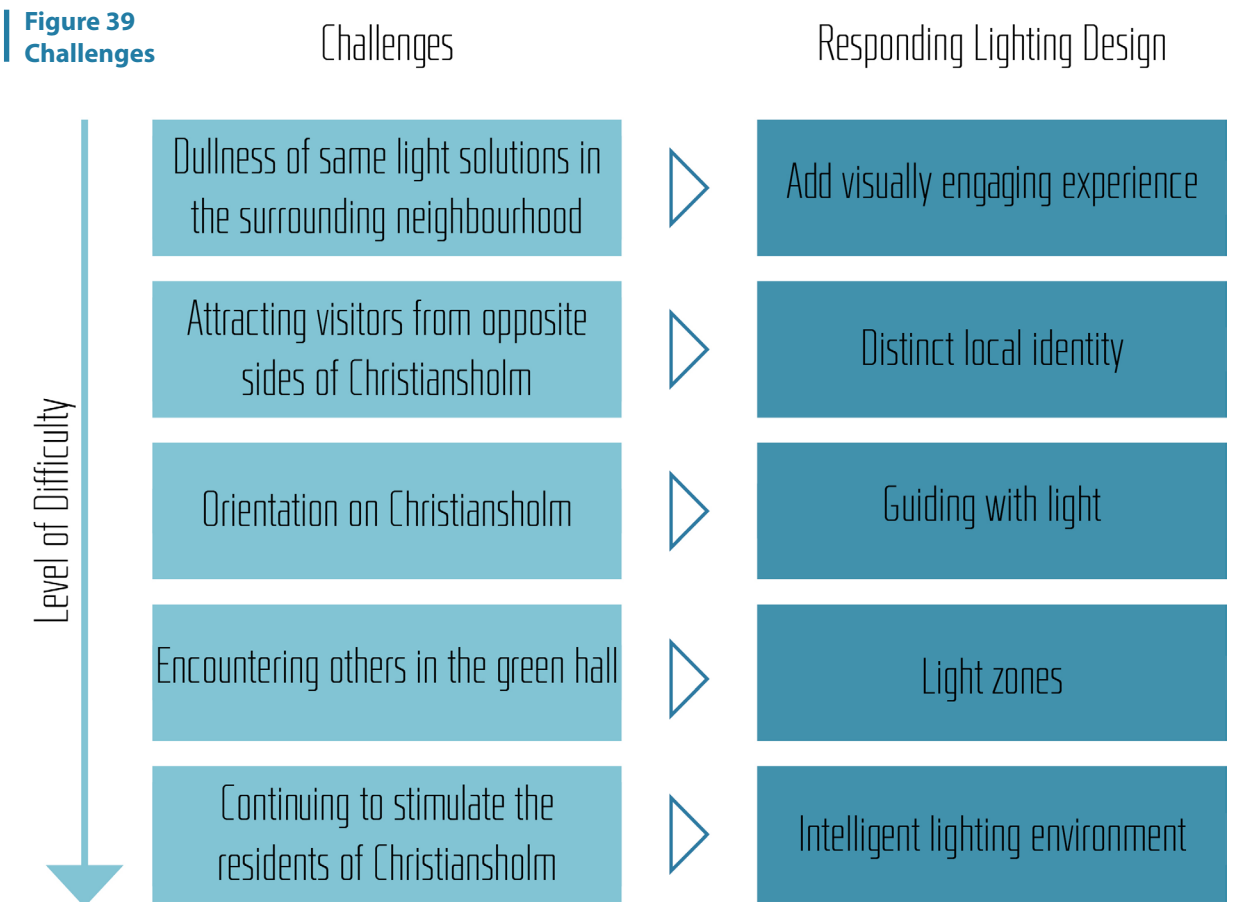 Figure 39
Challenges
Challenges
Responding Lighting Design
Level of Difficulty
Dullness of same light solutions in
the surrounding neighbourhood
Add visually engaging experience
Attracting visitors from opposite
sides of Christiansholm
Distinct local identity
Orientation on Christiansholm
Guiding with light
Encountering others in the green hall
Light zones
Continuing to stimulate the
residents of Christiansholm
Intelligent lighting environment